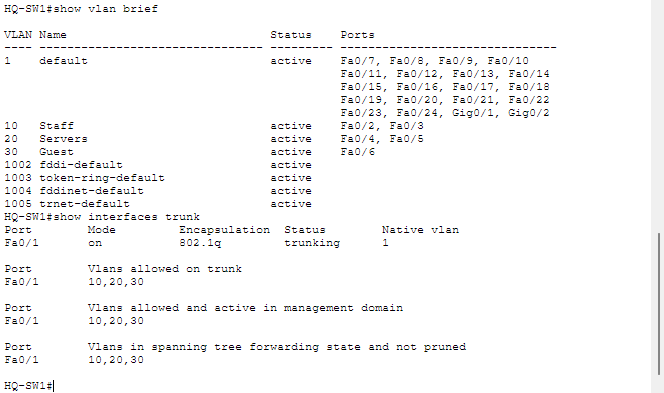 HQ-SW1#show vlan brief
VLAN Name                             Status    Ports
---- -------------------------------- --------- -------------------------------
1    default                          active    Fa0/7, Fa0/8, Fa0/9, Fa0/10
                                                Fa0/11, Fa0/12, Fa0/13, Fa0/14
                                                Fa0/15, Fa0/16, Fa0/17, Fa0/18
                                                Fa0/19, Fa0/20, Fa0/21, Fa0/22
                                                Fa0/23, Fa0/24, Gig0/1, Gig0/2
10   Staff                            active    Fa0/2, Fa0/3
20   Servers                          active    Fa0/4, Fa0/5
30   Guest                            active    Fa0/6
1002 fddi-default                     active
1003 token-ring-default               active
1004 fddinet-default                  active
1005 trnet-default                    active
HQ-SW1#show interfaces trunk
Port        Mode         Encapsulation  Status        Native vlan
Fa0/1       on           802.1q         trunking      1
Port        Vlans allowed on trunk
Fa0/1       10,20,30
Port        Vlans allowed and active in management domain
Fa0/1       10,20,30
Port        Vlans in spanning tree forwarding state and not pruned
Fa0/1       10,20,30
HQ-SW1#